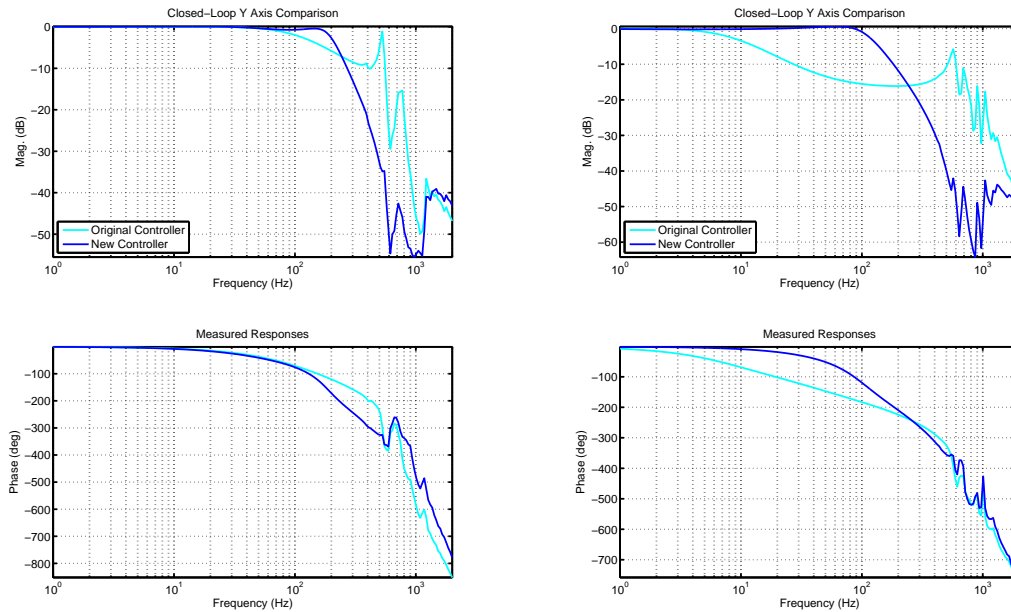 Closed−Loop Y Axis Comparison
0
−10
−20
−30
−40
−50
Mag. (dB)
Original Controller
New Controller
10^0
10^1
10^2
10^3
Frequency (Hz)
Closed−Loop Y Axis Comparison
0
−10
−20
−30
−40
−50
−60
Mag. (dB)
Original Controller
New Controller
10^0
10^1
10^2
10^3
Frequency (Hz)
Measured Responses
−100
−200
−300
−400
−500
−600
−700
−800
Phase (deg)
10^0
10^1
10^2
10^3
Frequency (Hz)
Measured Responses
−100
−200
−300
−400
−500
−600
−700
Phase (deg)
10^0
10^1
10^2
10^3
Frequency (Hz)